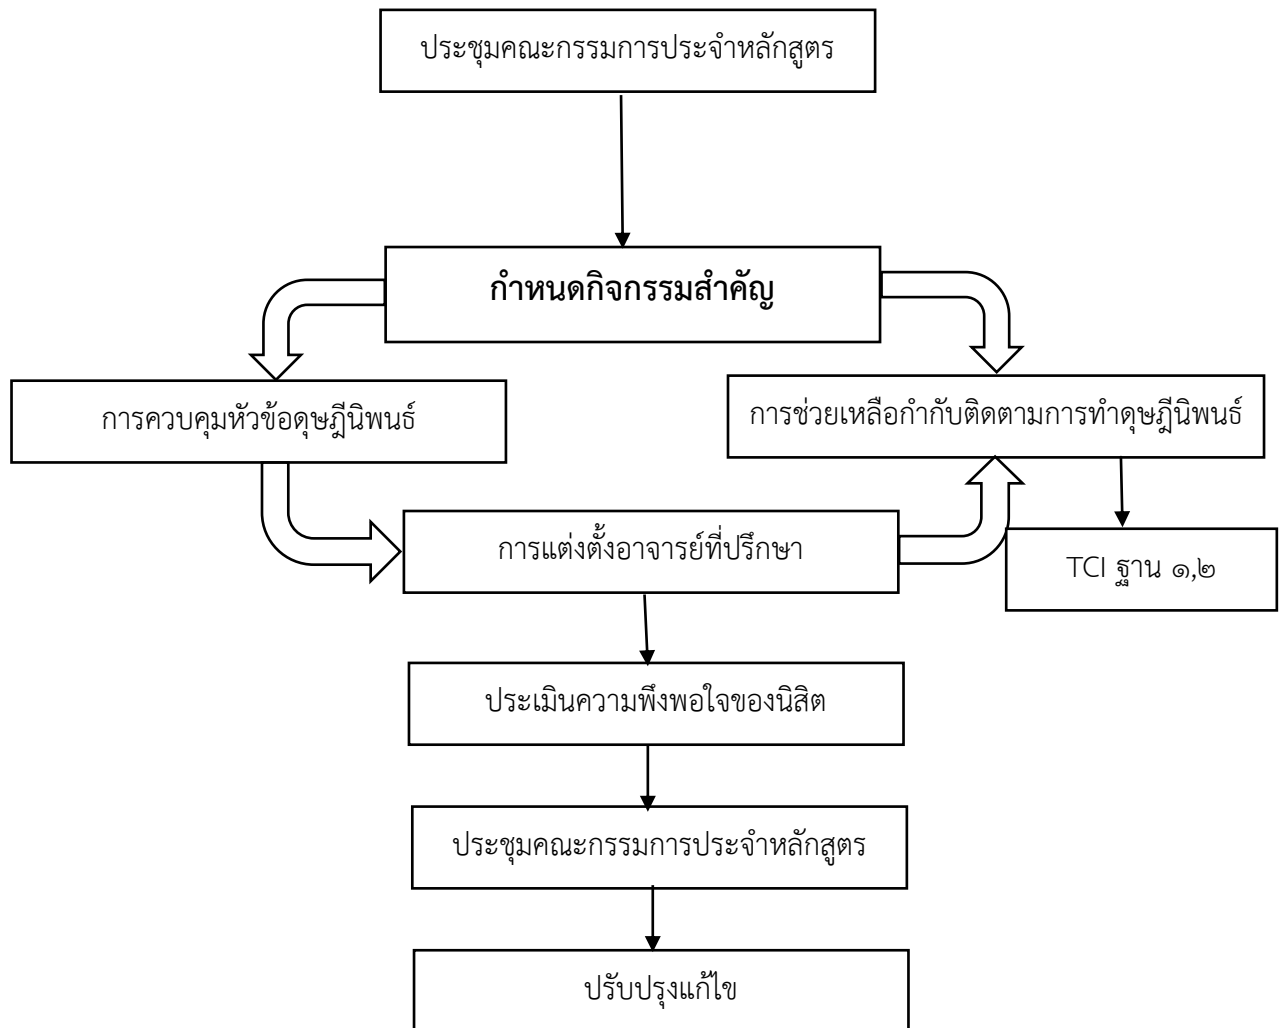 ประชุมคณะกรรมการประจำหลักสูตร
กำหนดกิจกรรมสำคัญ
การควบคุมหัวข้อดุษฎีนิพนธ์
การช่วยเหลือกำกับติดตามการทำดุษฎีนิพนธ์
การแต่งตั้งอาจารย์ที่ปรึกษา
TCI ฐาน ๑,๒
ประเมินความพึงพอใจของนิสิต
ประชุมคณะกรรมการประจำหลักสูตร
ปรับปรุงแก้ไข